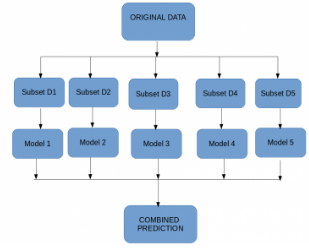 ORIGINAL DATA
Subset D1
Subset D2
Subset D3
Subset D4
Subset D5
Model 1
Model 2
Model 3
Model 4
Model 5
COMBINED
PREDICTION